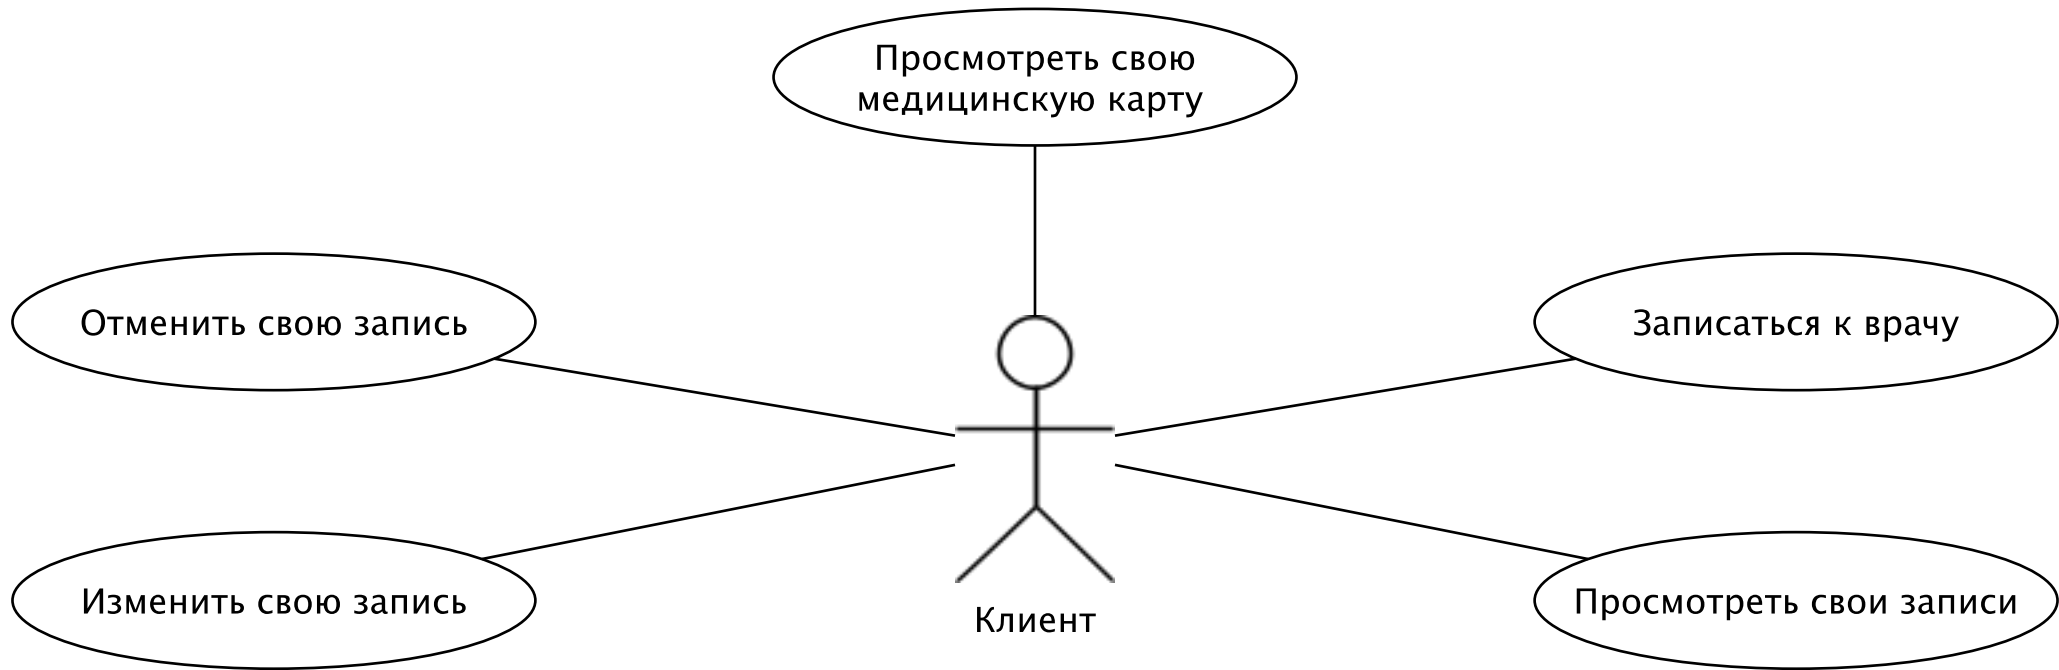 Просмотреть свою
медицинскую карту
Отменить свою запись
Записаться к врачу
Изменить свою запись
Просмотреть свои записи
Клиент